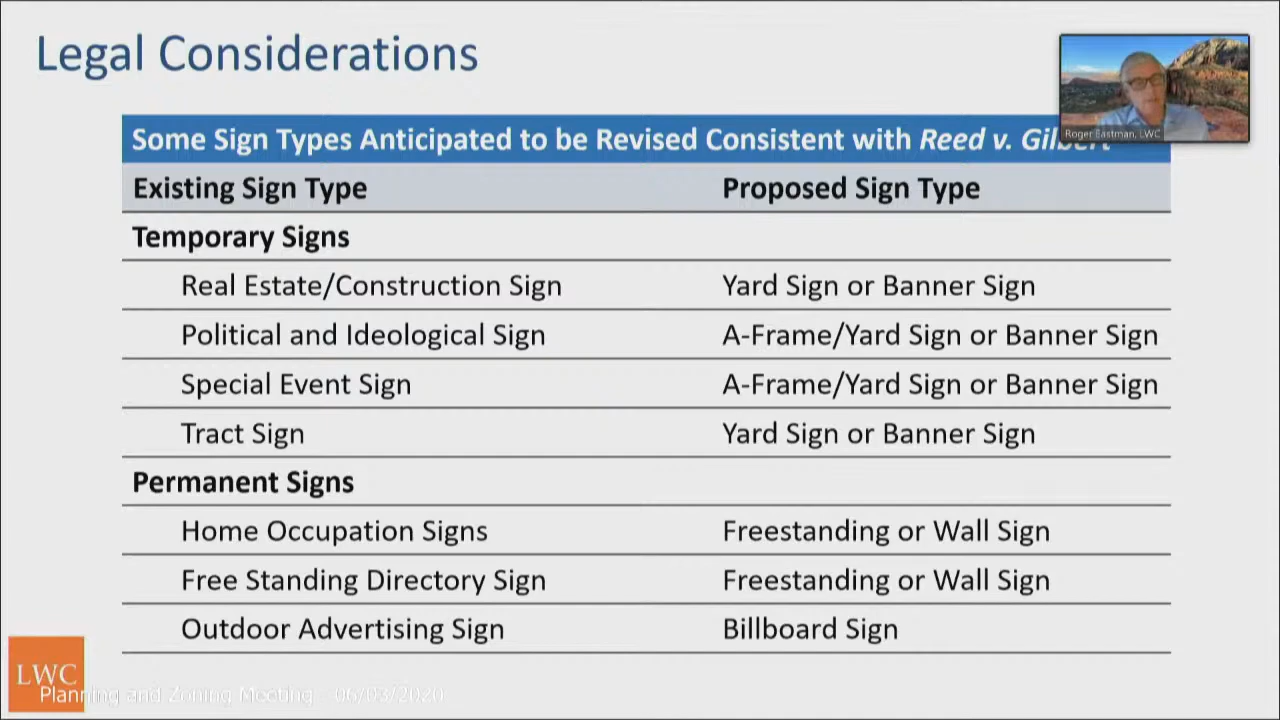 Legal Considerations
Roger Eastman, LWC
Some Sign Types Anticipated to be Revised Consistent with Reed v. Gilbert
Existing Sign Type Proposed Sign Type
Temporary Signs
Real Estate/Construction Sign Yard Sign or Banner Sign
Political and Ideological Sign A-Frame/Yard Sign or Banner Sign
Special Event Sign A-Frame/Yard Sign or Banner Sign
Tract Sign Yard Sign or Banner Sign
Permanent Signs
Home Occupation Signs Freestanding or Wall Sign
Free Standing Directory Sign Freestanding or Wall Sign
Outdoor Advertising Sign Billboard Sign
LWC
Planning and Zoning Meeting - 06/03/2020